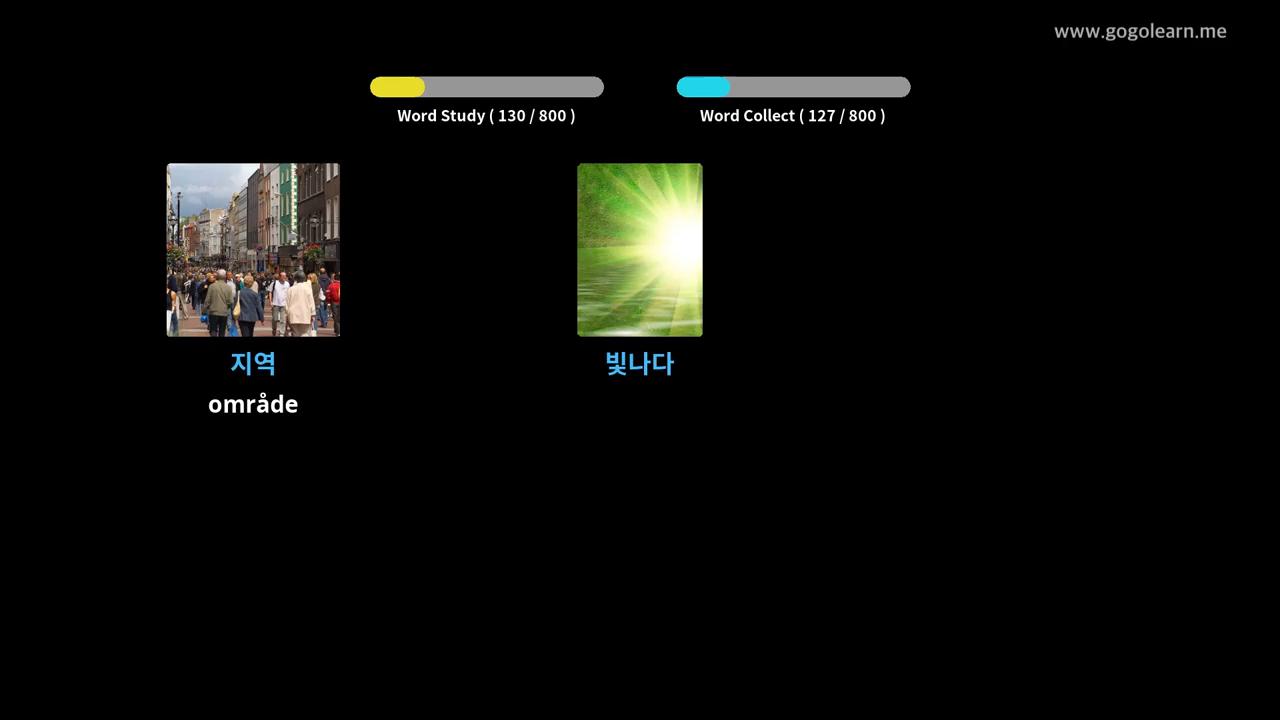 www.gogolearn.me
Word Study ( 130 / 800 )
Word Collect ( 127 / 800 )
지역
område
빛나다